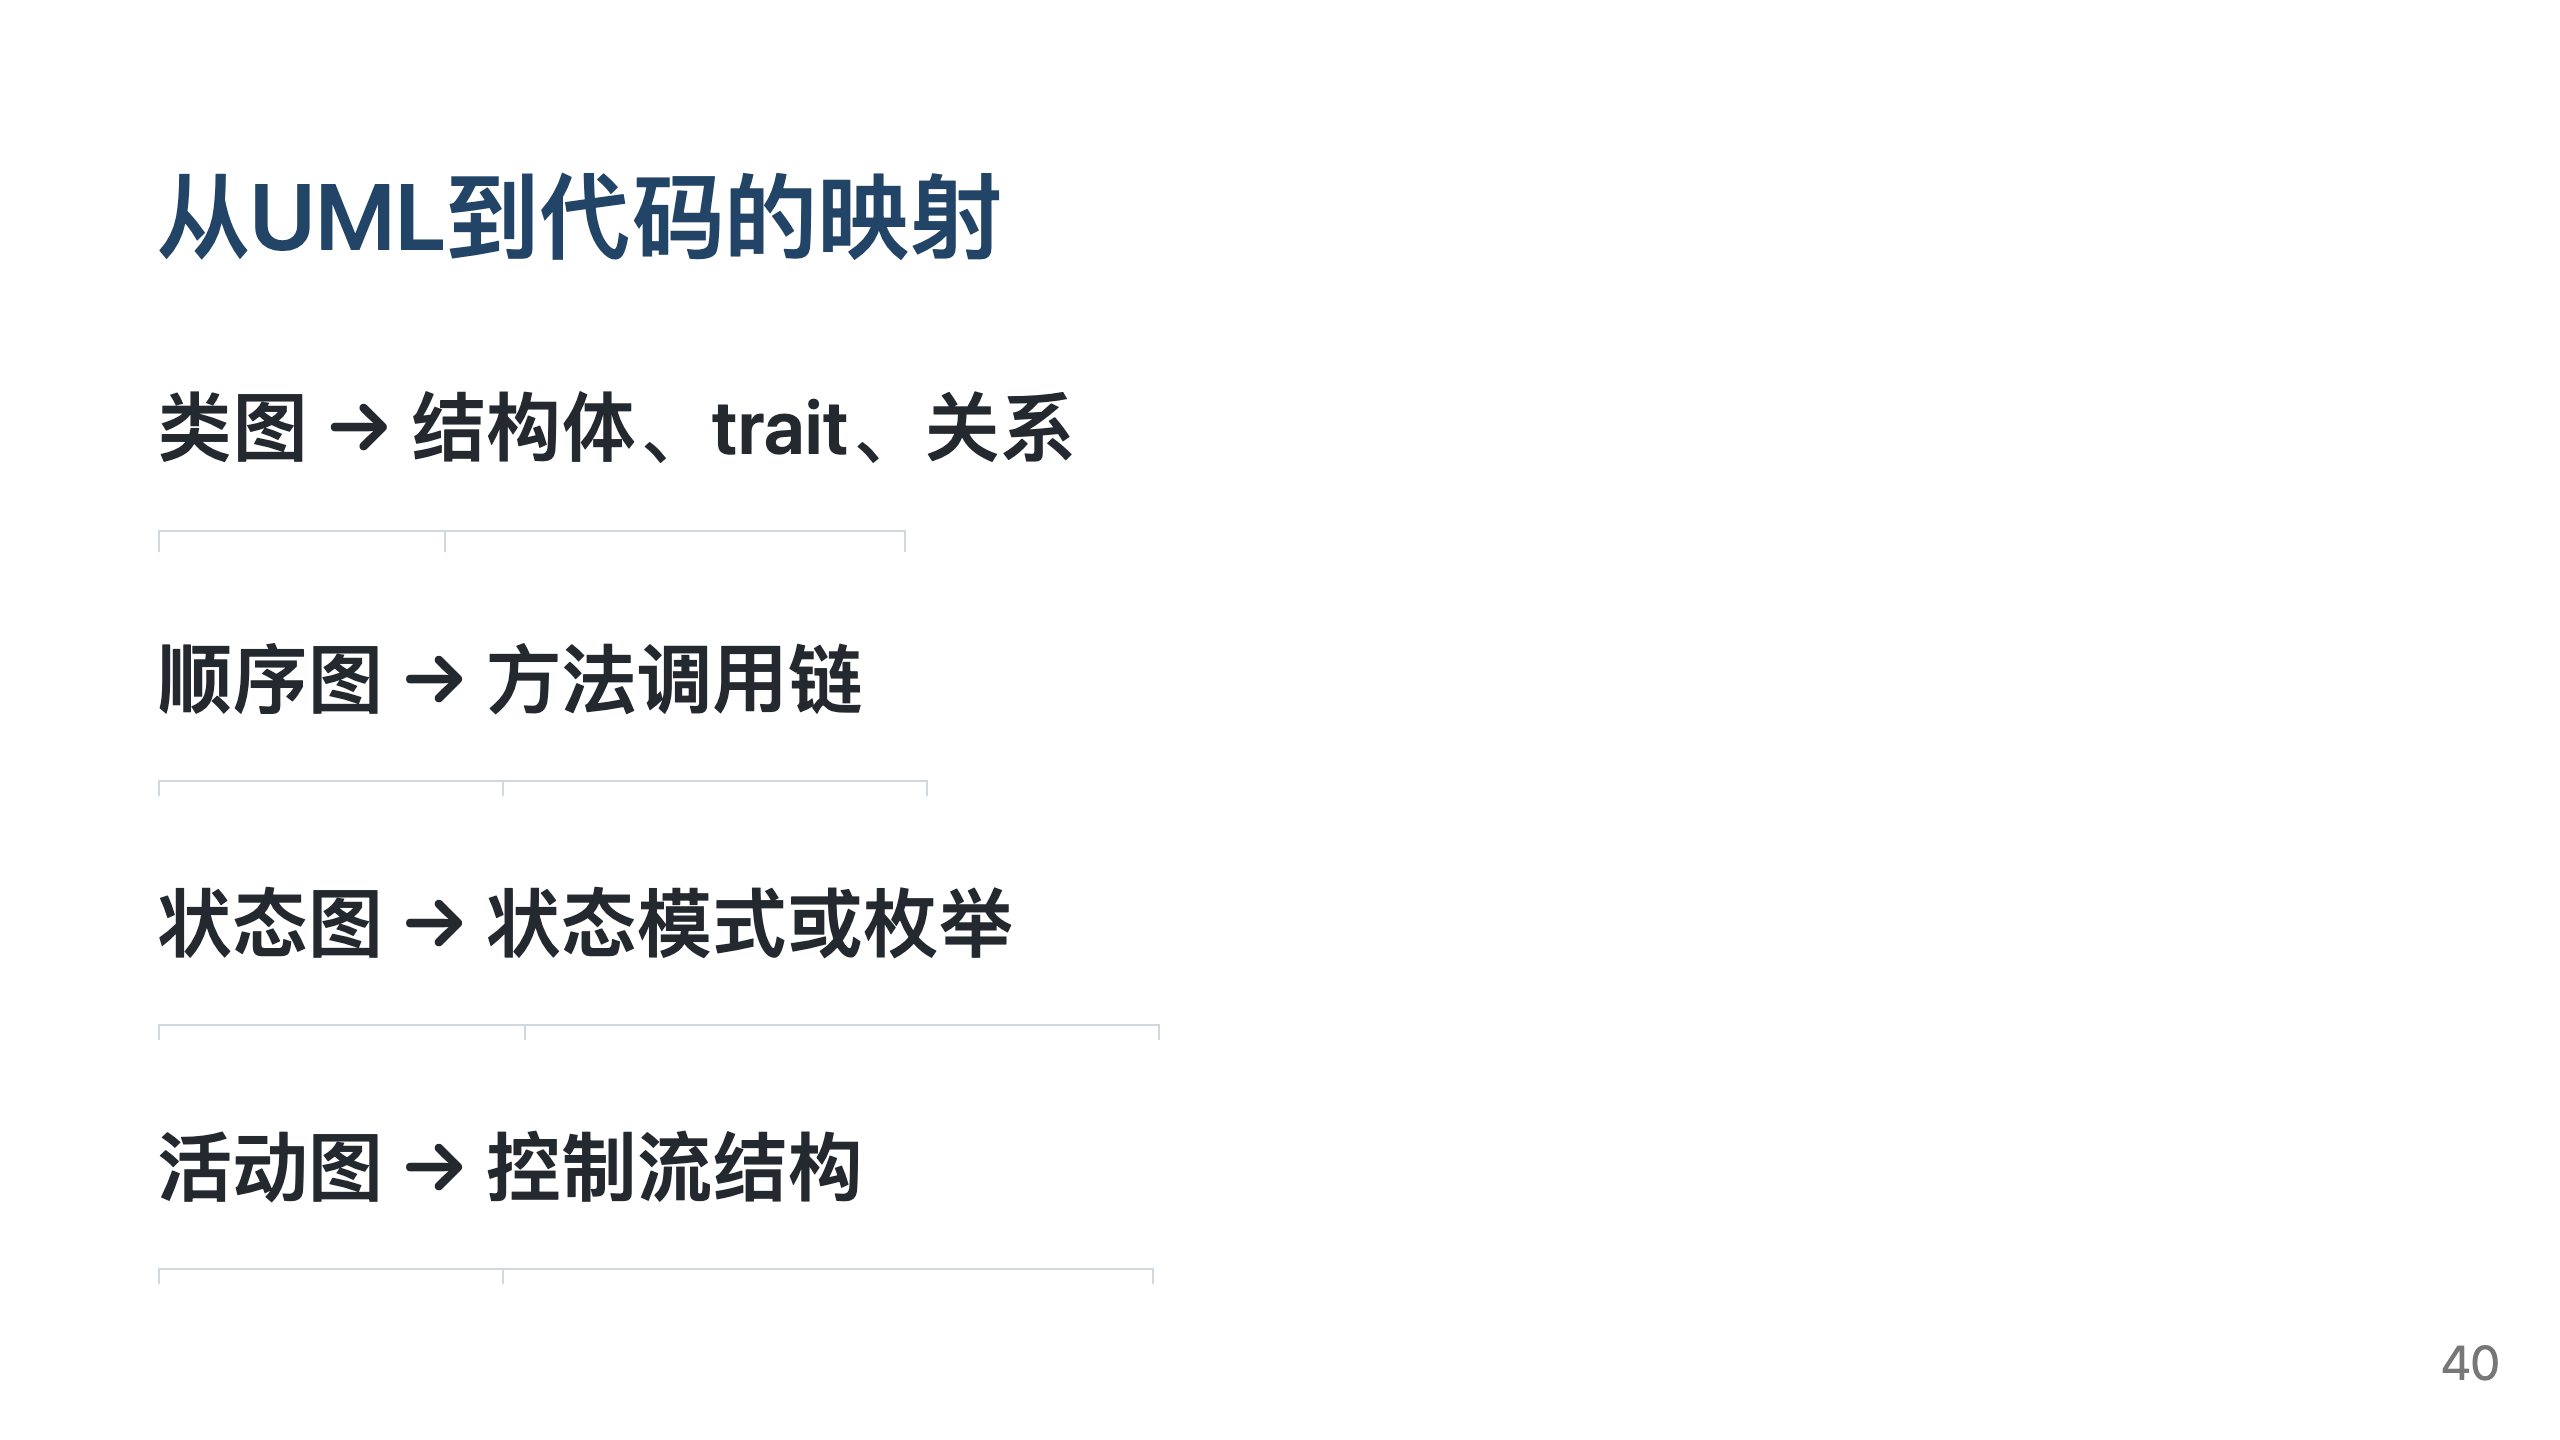 从UML到代码的映射
类图 → 结构体、trait、关系
顺序图 → 方法调用链
状态图 → 状态模式或枚举
活动图 → 控制流结构
40